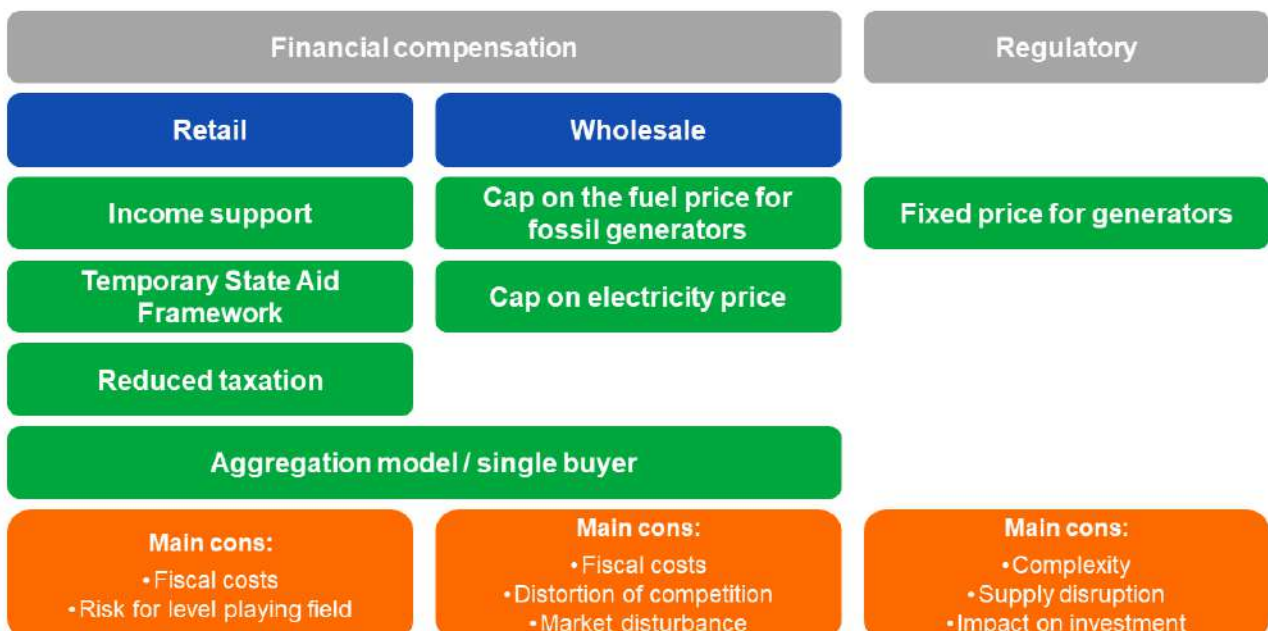 Financial compensation
Regulatory
Retail
Wholesale
Income support
Cap on the fuel price for
fossil generators
Fixed price for generators
Temporary State Aid
Framework
Cap on electricity price
Reduced taxation
Aggregation model / single buyer
Main cons:
•Fiscal costs
•Risk for level playing field
Main cons:
•Fiscal costs
•Distortion of competition
•Market disturbance
Main cons:
•Complexity
•Supply disruption
•Impact on investment